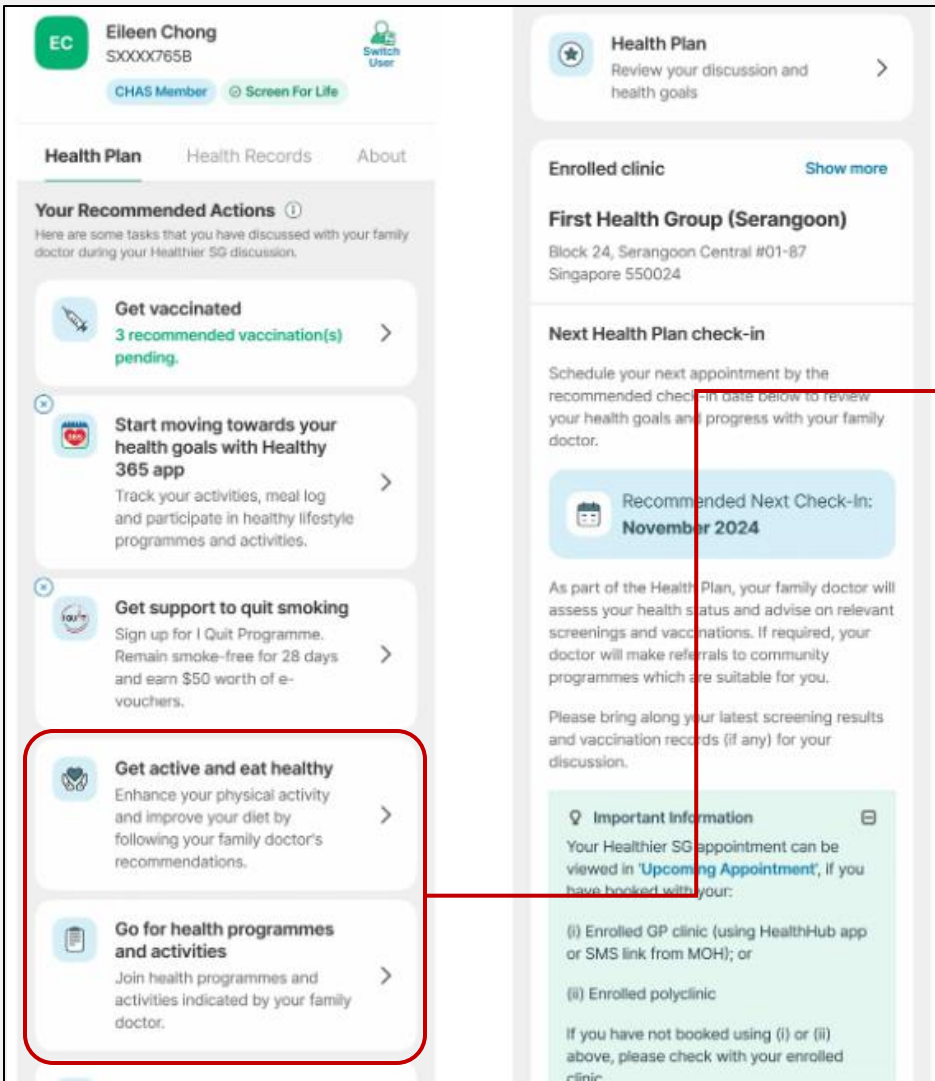 EC
Eileen Chong
SXXXX765B
Switch
User
CHAS Member
Screen For Life
Health Plan
Health Records
About
Your Recommended Actions
Here are some tasks that you have discussed with your family
doctor during your Healthier SG discussion.
Get vaccinated
3 recommended vaccination(s)
pending.
365
Start moving towards your
health goals with Healthy
365 app
Track your activities, meal log
and participate in healthy lifestyle
programmes and activities.
Get support to quit smoking
Sign up for I Quit Programme.
Remain smoke-free for 28 days
and earn $50 worth of e-
vouchers.
Get active and eat healthy
Enhance your physical activity
and improve your diet by
following your family doctor's
recommendations.
Go for health programmes
and activities
Join health programmes and
activities indicated by your family
doctor.
Health Plan
Review your discussion and
health goals
Enrolled clinic
Show more
First Health Group (Serangoon)
Block 24, Serangoon Central #01-87
Singapore 550024
Next Health Plan check-in
Schedule your next appointment by the
recommended check-in date below to review
your health goals and progress with your family
doctor.
Recommended Next Check-In:
November 2024
As part of the Health Plan, your family doctor will
assess your health status and advise on relevant
screenings and vaccinations. If required, your
doctor will make referrals to community
programmes which are suitable for you.
Please bring along your latest screening results
and vaccination records (if any) for your
discussion.
Important Information
Your Healthier SG appointment can be
viewed in 'Upcoming Appointment', if you
have booked with your:
(i) Enrolled GP clinic (using HealthHub app
or SMS link from MOH); or
(ii) Enrolled polyclinic
If you have not booked using (i) or (ii)
above, please check with your enrolled
clinic